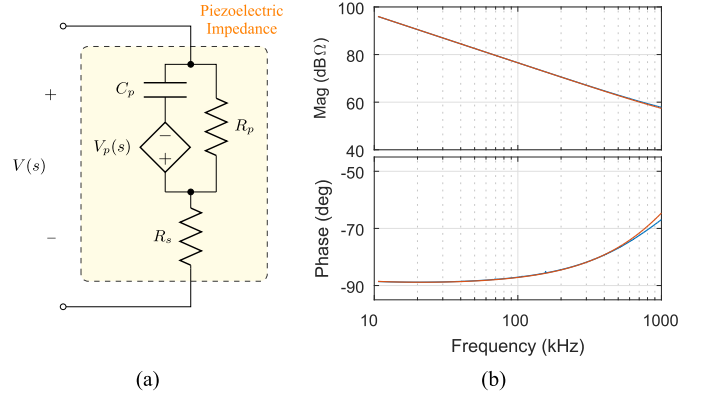 Piezoelectric
Impedance
+
V(s)
−
C_p
V_p(s)
−
+
R_p
R_s
(a)
Mag (dBΩ)
100
80
60
40
Phase (deg)
-50
-70
-90
10
100
1000
Frequency (kHz)
(b)